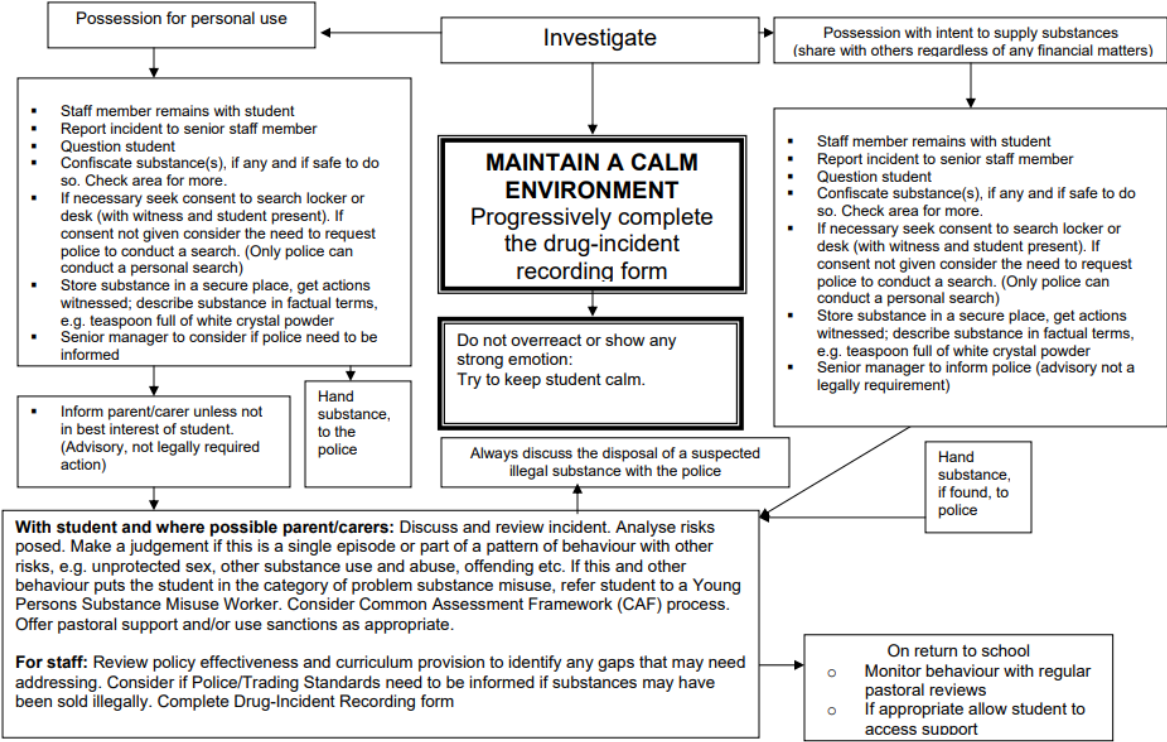 Possession for personal use
Investigate
Possession with intent to supply substances
(share with others regardless of any financial matters)
▪ Staff member remains with student
▪ Report incident to senior staff member
▪ Question student
▪ Confiscate substance(s), if any and if safe to do
so. Check area for more.
▪ If necessary seek consent to search locker or
desk (with witness and student present). If
consent not given consider the need to request
police to conduct a search. (Only police can
conduct a personal search)
▪ Store substance in a secure place, get actions
witnessed; describe substance in factual terms,
e.g. teaspoon full of white crystal powder
▪ Senior manager to consider if police need to be
informed
MAINTAIN A CALM
ENVIRONMENT
Progressively complete
the drug-incident
recording form
▪ Staff member remains with student
▪ Report incident to senior staff member
▪ Question student
▪ Confiscate substance(s), if any and if safe to do
so. Check area for more.
▪ If necessary seek consent to search locker or
desk (with witness and student present). If
consent not given consider the need to request
police to conduct a search. (Only police can
conduct a personal search)
▪ Store substance in a secure place, get actions
witnessed; describe substance in factual terms,
e.g. teaspoon full of white crystal powder
▪ Senior manager to inform police (advisory not a
legally requirement)
Do not overreact or show any
strong emotion:
Try to keep student calm.
▪ Inform parent/carer unless not
in best interest of student.
(Advisory, not legally required
action)
Hand
substance,
to the
police
Always discuss the disposal of a suspected
illegal substance with the police
Hand
substance,
if found, to
police
With student and where possible parent/carers: Discuss and review incident. Analyse risks
posed. Make a judgement if this is a single episode or part of a pattern of behaviour with other
risks, e.g. unprotected sex, other substance use and abuse, offending etc. If this and other
behaviour puts the student in the category of problem substance misuse, refer student to a Young
Persons Substance Misuse Worker. Consider Common Assessment Framework (CAF) process.
Offer pastoral support and/or use sanctions as appropriate.
For staff: Review policy effectiveness and curriculum provision to identify any gaps that may need
addressing. Consider if Police/Trading Standards need to be informed if substances may have
been sold illegally. Complete Drug-Incident Recording form
On return to school
o Monitor behaviour with regular
pastoral reviews
o If appropriate allow student to
access support